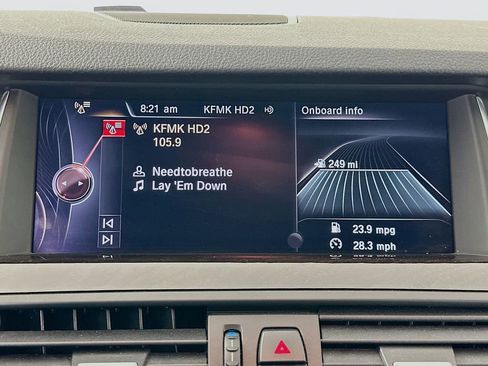 8:21 am
KFMK HD2
Onboard info
KFMK HD2
105.9
Needtobreathe
Lay 'Em Down
249 mi
23.9 mpg
28.3 mph